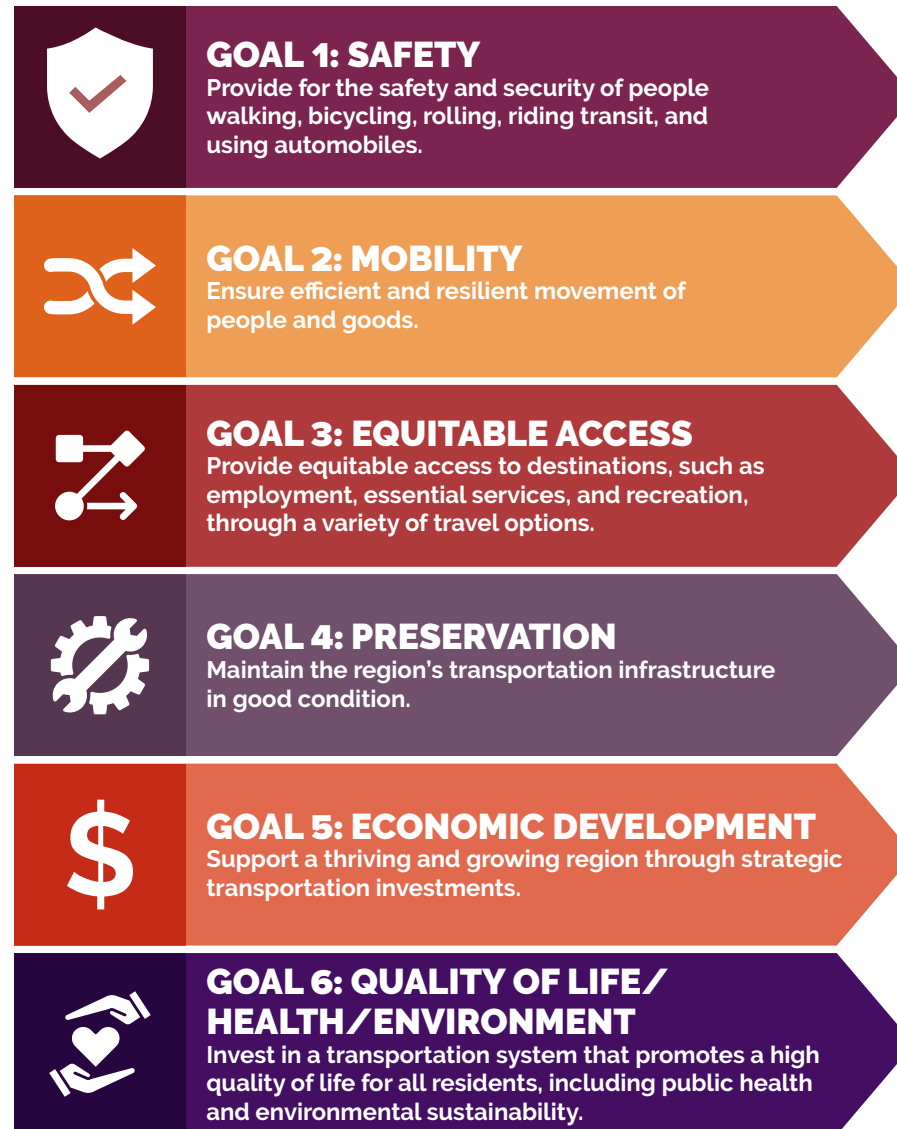 GOAL 1: SAFETY
Provide for the safety and security of people
walking, bicycling, rolling, riding transit, and
using automobiles.
GOAL 2: MOBILITY
Ensure efficient and resilient movement of
people and goods.
GOAL 3: EQUITABLE ACCESS
Provide equitable access to destinations, such as
employment, essential services, and recreation,
through a variety of travel options.
GOAL 4: PRESERVATION
Maintain the region’s transportation infrastructure
in good condition.
$
GOAL 5: ECONOMIC DEVELOPMENT
Support a thriving and growing region through strategic
transportation investments.
GOAL 6: QUALITY OF LIFE/
HEALTH/ENVIRONMENT
Invest in a transportation system that promotes a high
quality of life for all residents, including public health
and environmental sustainability.